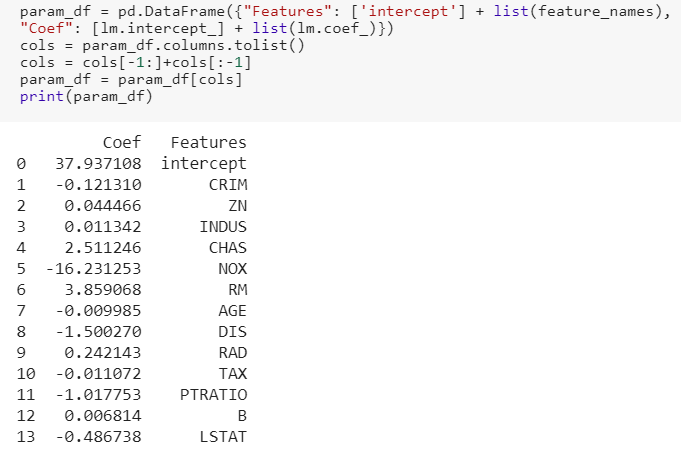 param_df = pd.DataFrame({"Features": ['intercept'] + list(feature_names),
"Coef": [lm.intercept_] + list(lm.coef_)})
cols = param_df.columns.tolist()
cols = cols[-1:]+cols[:-1]
param_df = param_df[cols]
print(param_df)
Coef Features
0 37.937108 intercept
1 -0.121310 CRIM
2 0.044466 ZN
3 0.011342 INDUS
4 2.511246 CHAS
5 -16.231253 NOX
6 3.859068 RM
7 -0.009985 AGE
8 -1.500270 DIS
9 0.242143 RAD
10 -0.011072 TAX
11 -1.017753 PTRATIO
12 0.006814 B
13 -0.486738 LSTAT